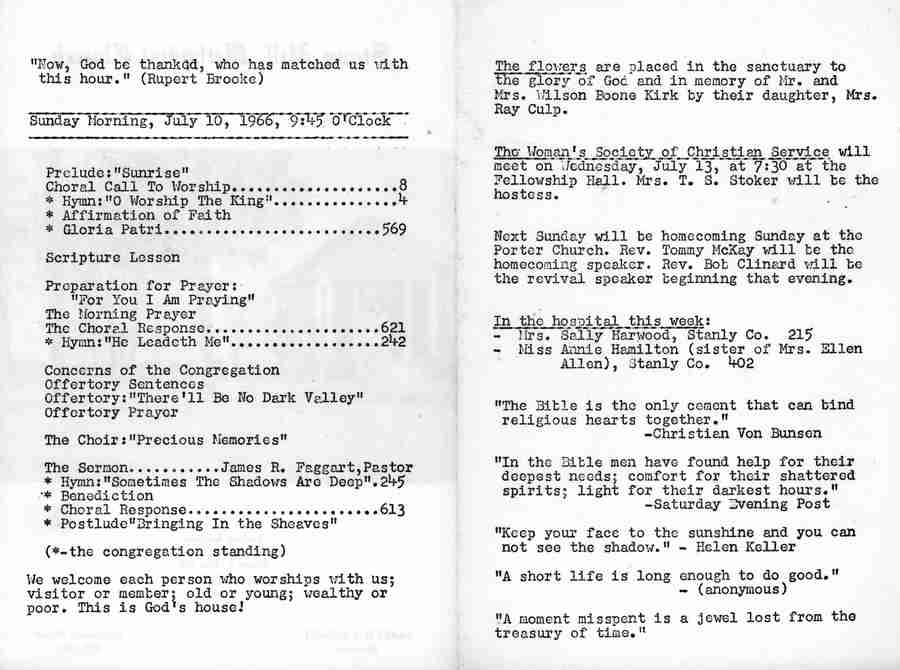 "Now, God be thankdd, who has matched us with
this hour." (Rupert Brooke)
Sunday Morning, July 10, 1966, 9:45 O'Clock
Prelude:"Sunrise"
Choral Call To Worship....................8
* Hymn:"O Worship The King"...............4
* Affirmation of Faith
* Gloria Patri..........................569
Scripture Lesson
Preparation for Prayer:
"For You I Am Praying"
The Morning Prayer
The Choral Response.....................621
* Hymn:"He Leadeth Me"..................242
Concerns of the Congregation
Offertory Sentences
Offertory:"There'll Be No Dark Valley"
Offertory Prayor
The Choir:"Precious Memories"
The Sermon...........James R. Faggart,Pastor
* Hymn:"Sometimes The Shadows Are Deep".245
* Benediction
* Choral Response.......................613
* Postlude"Bringing In the Sheaves"
(*-the congregation standing)
We welcome each person who worships with us;
visitor or member; old or young; wealthy or
poor. This is God's house!
The flowers are placed in the sanctuary to
the glory of God and in memory of Mr. and
Mrs. Wilson Boone Kirk by their daughter, Mrs.
Ray Culp.
The Woman's Society of Christian Service will
meet on Wednesday, July 13, at 7:30 at the
Fellowship Hall. Mrs. T. S. Stoker will be the
hostess.
Next Sunday will be homecoming Sunday at the
Porter Church. Rev. Tommy McKay will be the
homecoming speaker. Rev. Bob Clinard will be
the revival speaker beginning that evening.
In the hospital this week:
- Mrs. Sally Harwood, Stanly Co. 215
- Miss Annie Hamilton (sister of Mrs. Ellen
Allen), Stanly Co. 402
"The Bible is the only cement that can bind
religious hearts together."
-Christian Von Bunsen
"In the Bible men have found help for their
deepest needs; comfort for their shattered
spirits; light for their darkest hours."
-Saturday Evening Post
"Keep your face to the sunshine and you can
not see the shadow." - Helen Keller
"A short life is long enough to do good."
- (anonymous)
"A moment misspent is a jewel lost from the
treasury of time."